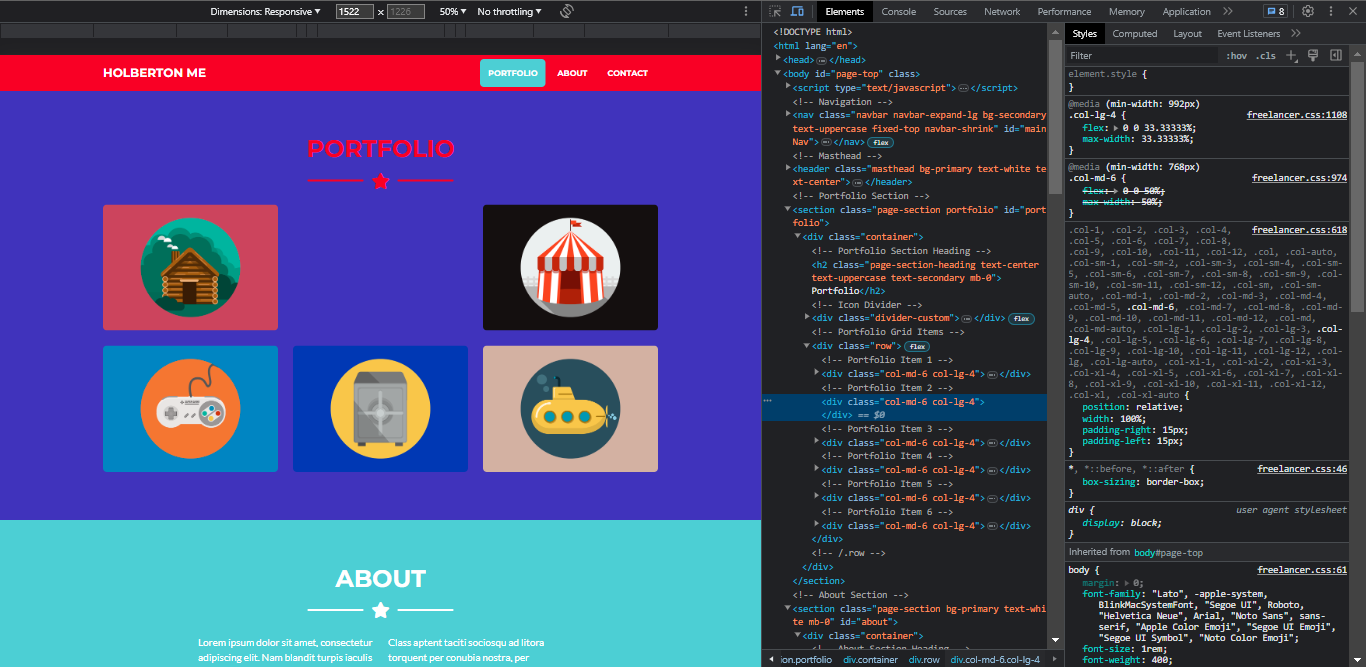 Dimensions: Responsive ▾ 1522 × 1226 50% ▾ No throttling ▾
HOLBERTON ME
PORTFOLIO ABOUT CONTACT
PORTFOLIO
ABOUT
Lorem ipsum dolor sit amet, consectetur
adipiscing elit. Nam blandit turpis iaculis
Class aptent taciti sociosqu ad litora
torquent per conubia nostra, per
Elements Console Sources Network Performance Memory Application 8
<!DOCTYPE html>
<html lang="en">
<head>…</head>
<body id="page-top" class>
<script type="text/javascript">…</script>
<!-- Navigation -->
<nav class="navbar navbar-expand-lg bg-secondary
text-uppercase fixed-top navbar-shrink" id="main
Nav">…</nav> flex
<!-- Masthead -->
<header class="masthead bg-primary text-white te
xt-center">…</header>
<!-- Portfolio Section -->
<section class="page-section portfolio" id="port
folio">
<div class="container">
<!-- Portfolio Section Heading -->
<h2 class="page-section-heading text-center
text-uppercase text-secondary mb-0">
Portfolio</h2>
<!-- Icon Divider -->
<div class="divider-custom">…</div> flex
<!-- Portfolio Grid Items -->
<div class="row"> flex
<!-- Portfolio Item 1 -->
<div class="col-md-6 col-lg-4">…</div>
<!-- Portfolio Item 2 -->
<div class="col-md-6 col-lg-4">
</div> == $0
<!-- Portfolio Item 3 -->
<div class="col-md-6 col-lg-4">…</div>
<!-- Portfolio Item 4 -->
<div class="col-md-6 col-lg-4">…</div>
<!-- Portfolio Item 5 -->
<div class="col-md-6 col-lg-4">…</div>
<!-- Portfolio Item 6 -->
<div class="col-md-6 col-lg-4">…</div>
</div>
<!-- /.row -->
</div>
</section>
<!-- About Section -->
<section class="page-section bg-primary text-whi
te mb-0" id="about">
<div class="container">
<!-- About Section Heading -->
ion.portfolio div.container div.row div.col-md-6.col-lg-4
Styles Computed Layout Event Listeners
Filter :hov .cls
element.style {
}
@media (min-width: 992px)
.col-lg-4 { freelancer.css:1108
flex: 0 0 33.33333%;
max-width: 33.33333%;
}
@media (min-width: 768px)
.col-md-6 { freelancer.css:974
flex: 0 0 50%;
max-width: 50%;
}
.col-1, .col-2, .col-3, .col-4, freelancer.css:618
.col-5, .col-6, .col-7, .col-8,
.col-9, .col-10, .col-11, .col-12, .col, .col-auto,
.col-sm-1, .col-sm-2, .col-sm-3, .col-sm-4, .col-sm-
5, .col-sm-6, .col-sm-7, .col-sm-8, .col-sm-9, .col-
sm-10, .col-sm-11, .col-sm-12, .col-sm, .col-sm-
auto, .col-md-1, .col-md-2, .col-md-3, .col-md-4,
.col-md-5, .col-md-6, .col-md-7, .col-md-8, .col-md-
9, .col-md-10, .col-md-11, .col-md-12, .col-md,
.col-md-auto, .col-lg-1, .col-lg-2, .col-lg-3, .col-
lg-4, .col-lg-5, .col-lg-6, .col-lg-7, .col-lg-8,
.col-lg-9, .col-lg-10, .col-lg-11, .col-lg-12, .col-
lg, .col-lg-auto, .col-xl-1, .col-xl-2, .col-xl-3,
.col-xl-4, .col-xl-5, .col-xl-6, .col-xl-7, .col-xl-
8, .col-xl-9, .col-xl-10, .col-xl-11, .col-xl-12,
.col-xl, .col-xl-auto {
position: relative;
width: 100%;
padding-right: 15px;
padding-left: 15px;
}
*, *::before, *::after { freelancer.css:46
box-sizing: border-box;
}
div { user agent stylesheet
display: block;
}
Inherited from body#page-top
body { freelancer.css:61
margin: 0;
font-family: "Lato", -apple-system,
BlinkMacSystemFont, "Segoe UI", Roboto,
"Helvetica Neue", Arial, "Noto Sans", sans-
serif, "Apple Color Emoji", "Segoe UI Emoji",
"Segoe UI Symbol", "Noto Color Emoji";
font-size: 1rem;
font-weight: 400;